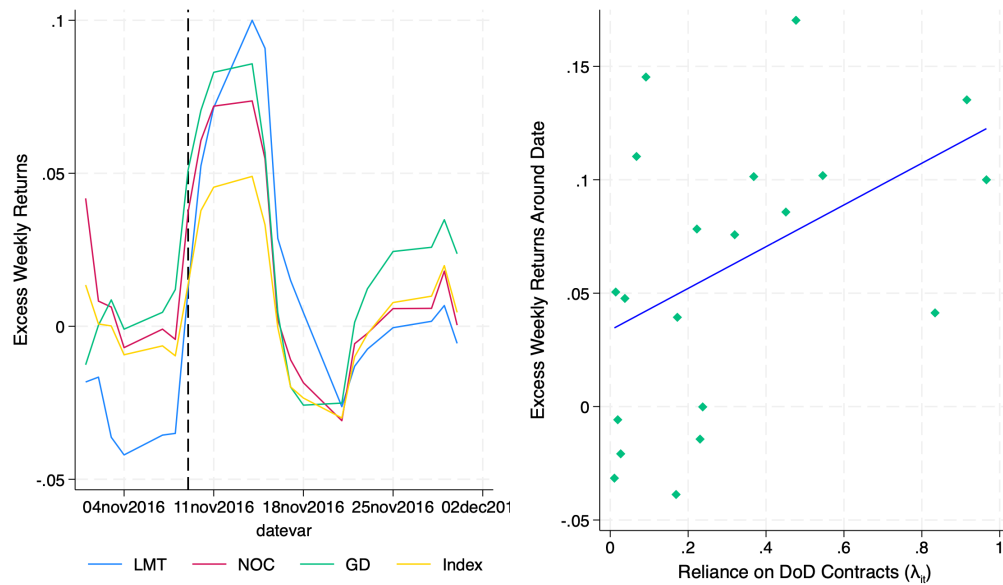 Excess Weekly Returns
.1
.05
0
-.05
04nov2016 11nov2016 18nov2016 25nov2016 02dec201
datevar
LMT NOC GD Index
Excess Weekly Returns Around Date
.15
.1
.05
0
-.05
0 .2 .4 .6 .8 1
Reliance on DoD Contracts (λit)